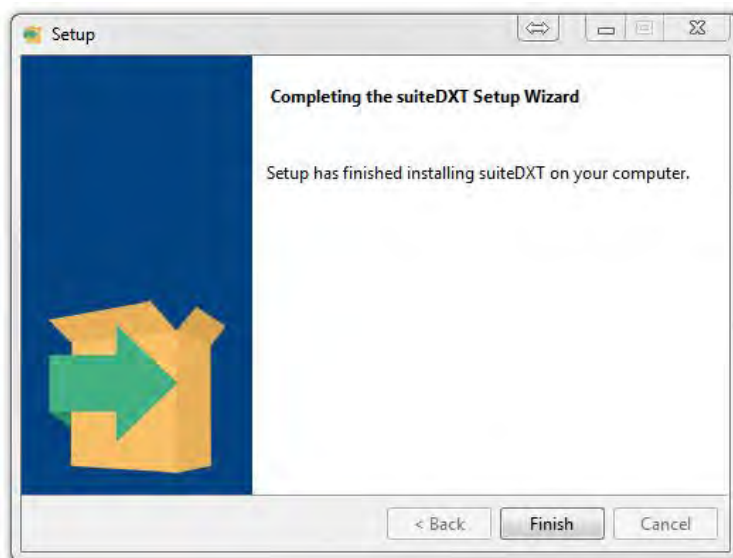 Setup
Completing the suiteDXT Setup Wizard
Setup has finished installing suiteDXT on your computer.
< Back
Finish
Cancel